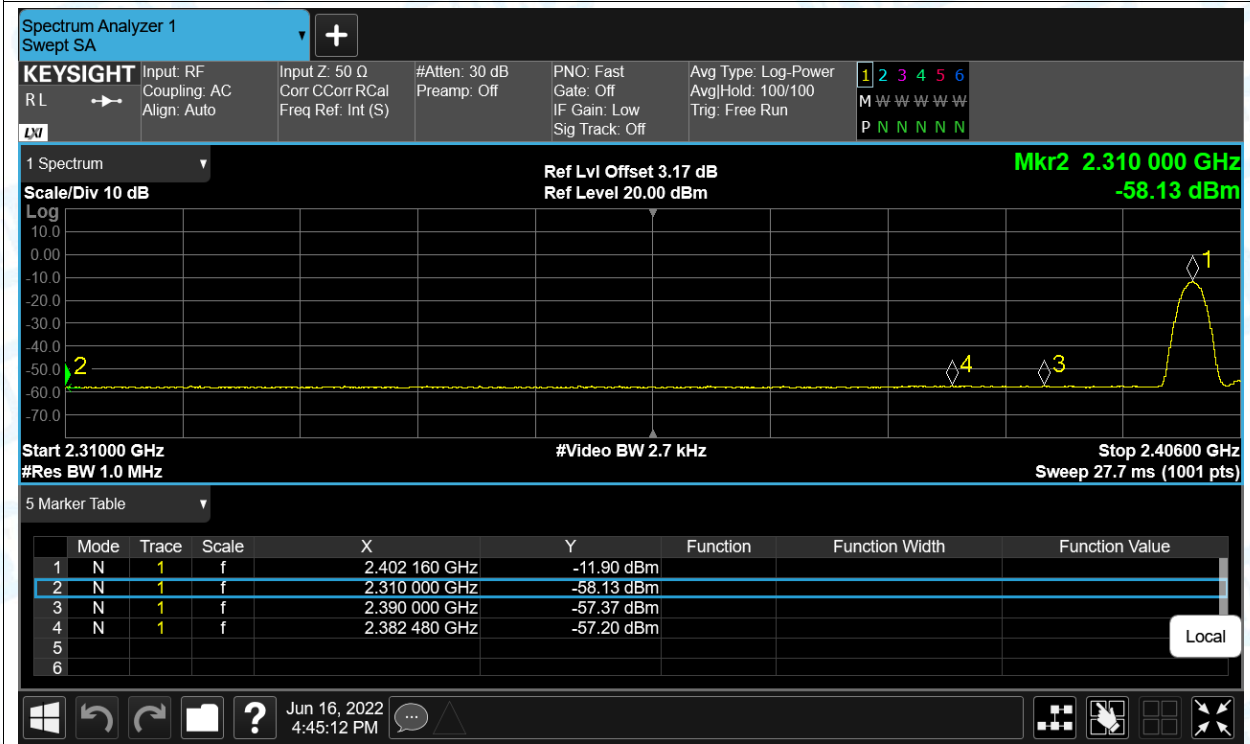 Spectrum Analyzer 1
Swept SA
+
KEYSIGHT Input: RF Input Z: 50 Ω #Atten: 30 dB PNO: Fast Avg Type: Log-Power 1 2 3 4 5 6
R L Coupling: AC Corr CCorr RCal Preamp: Off Gate: Off Avg|Hold: 100/100 M W W W W W
Align: Auto Freq Ref: Int (S) IF Gain: Low Trig: Free Run
LXI Sig Track: Off P N N N N N
1 Spectrum Ref Lvl Offset 3.17 dB Mkr2 2.310 000 GHz
Scale/Div 10 dB Ref Level 20.00 dBm -58.13 dBm
Log
10.0
0.00 1
-10.0
-20.0
-30.0
-40.0
-50.0 2 4 3
-60.0
-70.0
Start 2.31000 GHz #Video BW 2.7 kHz Stop 2.40600 GHz
#Res BW 1.0 MHz Sweep 27.7 ms (1001 pts)
5 Marker Table
Mode Trace Scale X Y Function Function Width Function Value
1 N 1 f 2.402 160 GHz -11.90 dBm
2 N 1 f 2.310 000 GHz -58.13 dBm
3 N 1 f 2.390 000 GHz -57.37 dBm
4 N 1 f 2.382 480 GHz -57.20 dBm
5
6
Local
? Jun 16, 2022
4:45:12 PM